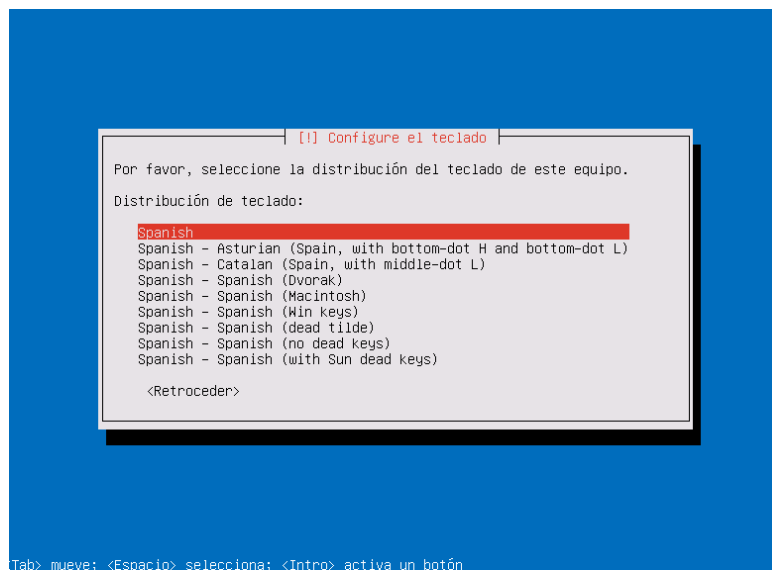 [!] Configure el teclado
Por favor, seleccione la distribución del teclado de este equipo.
Distribución de teclado:
Spanish
Spanish - Asturian (Spain, with bottom-dot H and bottom-dot L)
Spanish - Catalan (Spain, with middle-dot L)
Spanish - Spanish (Dvorak)
Spanish - Spanish (Macintosh)
Spanish - Spanish (Win keys)
Spanish - Spanish (dead tilde)
Spanish - Spanish (no dead keys)
Spanish - Spanish (with Sun dead keys)
<Retroceder>
<Tab> mueve; <Espacio> selecciona; <Intro> activa un botón